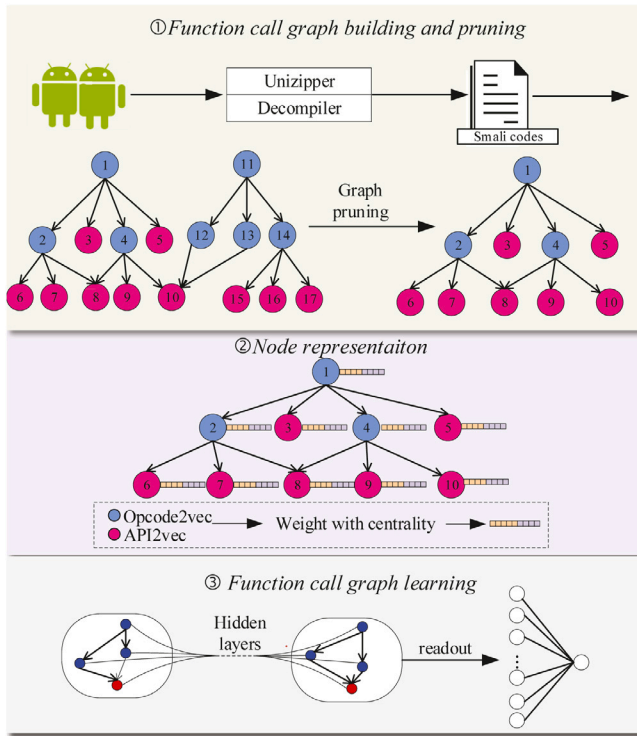 ①Function call graph building and pruning
Unizipper
Decompiler
Smali codes
1
11
1
Graph
pruning
2
3
4
5
12
13
14
2
3
4
5
6
7
8
9
10
15
16
17
6
7
8
9
10
②Node representaiton
1
2
3
4
5
6
7
8
9
10
Opcode2vec
Weight with centrality
API2vec
③ Function call graph learning
Hidden
layers
readout